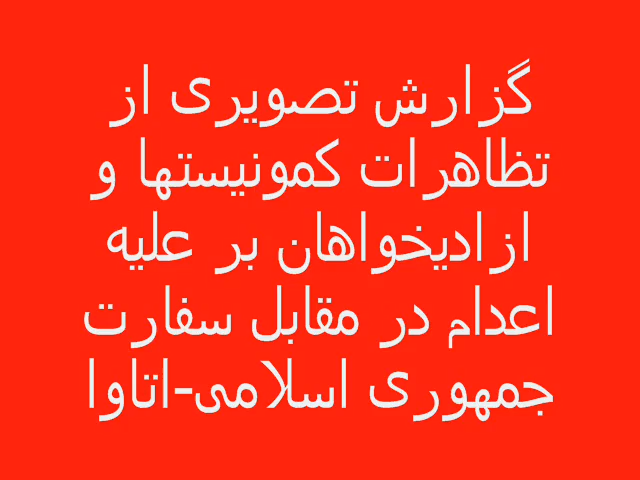 گزارش تصویری از
تظاهرات کمونیستها و
ازادیخواهان بر علیه
اعدام در مقابل سفارت
جمهوری اسلامی-اتاوا